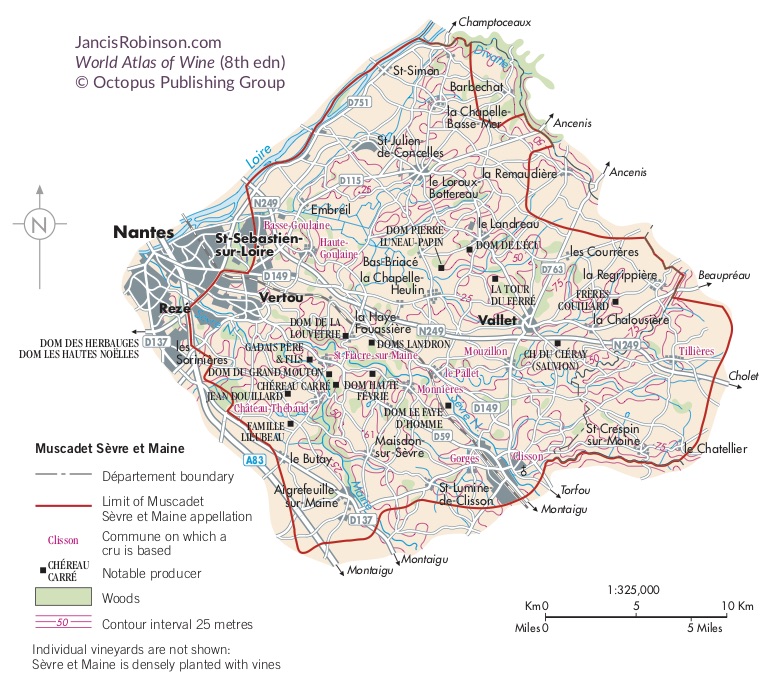 JancisRobinson.com
World Atlas of Wine (8th edn)
© Octopus Publishing Group
Champtoceaux
Divatte
St-Simon
Barbechat
D751
la Chapelle-
Basse-Mer
Ancenis
St-Julien-
de-Concelles
Loire
la Remaudière
Ancenis
D115
25
le Loroux-
Bottereau
N
N249
Embreil
Basse-Goulaine
le Landreau
Nantes
St-Sebastien-
sur-Loire
Haute-
Goulaine
DOM PIERRE
LUNEAU-PAPIN
DOM DE L'ÉCU
50
les Courrères
Bas-Briacé
la Chapelle-
Heulin
D763
la Regrippière
Beaupréau
D149
LA TOUR
DU FERRÉ
75
FRÈRES
COUILLARD
Vertou
25
Rezé
la Haye-
Fouassière
Vallet
la Chalousière
DOM DE LA
LOUVETRIE
N249
DOM DES HERBAUGES
DOM LES HAUTES NOËLLES
D137
les
Sorinières
GADAIS PÈRE
& FILS
DOMS LANDRON
St-Fiacre-sur-Maine
Mouzillon
CH DU CLÉRAY
(SAUVION)
50
N249
Tillières
DOM DU GRAND MOUTON
le Pallet
Cholet
CHÉREAU CARRÉ
DOM HAUTE
FÉVRIE
Monnières
JEAN DOUILLARD
Château-Thébaud
Sèvre N.
D149
DOM LE FAYE
D'HOMME
FAMILLE
LIEUBEAU
61
D59
St-Crespin
-sur-Moine
75
le Chatellier
Maisdon-
sur-Sèvre
Muscadet Sèvre et Maine
A83
le Butay
Gorges
Clisson
Département boundary
Aigrefeuille-
sur-Maine
Maine
St-Lumine-
de-Clisson
Torfou
Montaigu
Limit of Muscadet
Sèvre et Maine appellation
D137
Clisson
Commune on which a
cru is based
Montaigu
Montaigu
CHÉREAU
CARRÉ
Notable producer
Woods
1:325,000
Km 0 5 10 Km
Miles 0 5 Miles
50
Contour interval 25 metres
Individual vineyards are not shown:
Sèvre et Maine is densely planted with vines